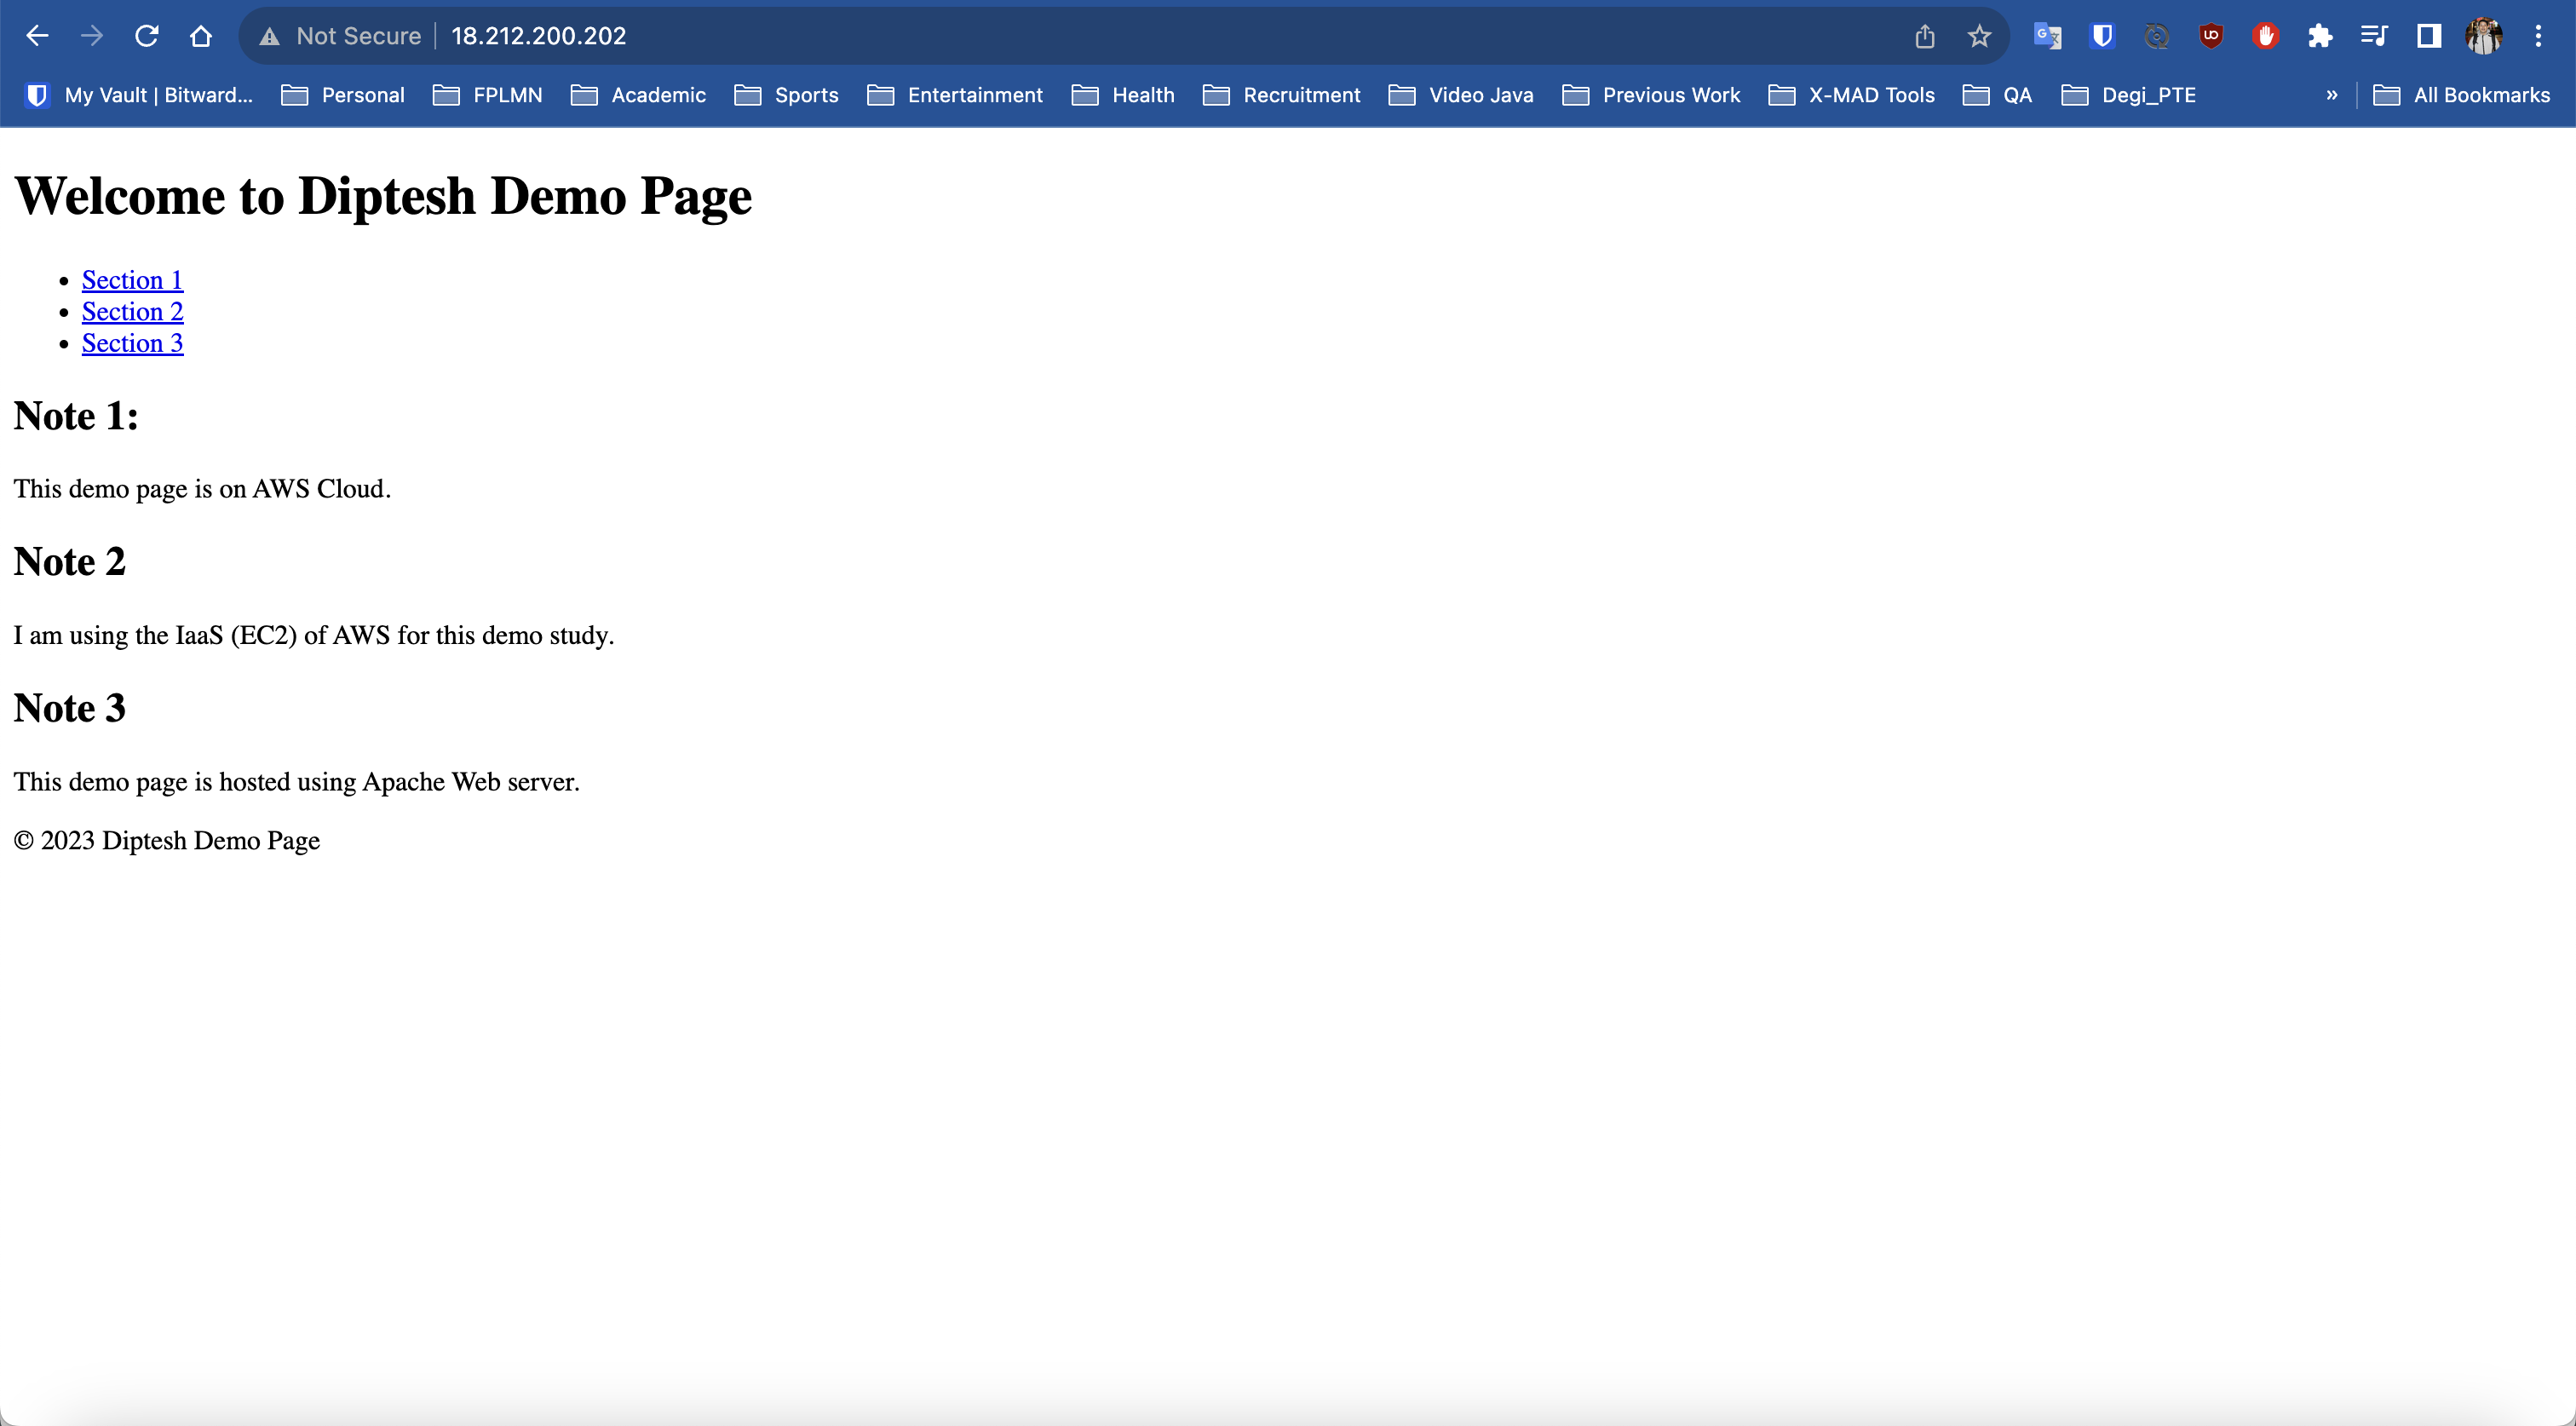 Not Secure 18.212.200.202
My Vault | Bitward... Personal FPLMN Academic Sports Entertainment Health Recruitment Video Java Previous Work X-MAD Tools QA Degi_PTE » All Bookmarks
Welcome to Diptesh Demo Page
• Section 1
• Section 2
• Section 3
Note 1:
This demo page is on AWS Cloud.
Note 2
I am using the IaaS (EC2) of AWS for this demo study.
Note 3
This demo page is hosted using Apache Web server.
© 2023 Diptesh Demo Page